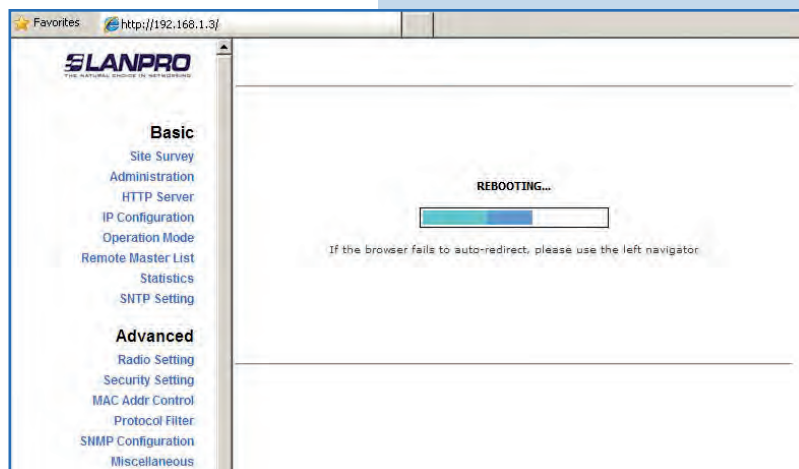 Favorites
http://192.168.1.3/
LANPRO
THE NATURAL CHOICE IN NETWORKING
Basic
Site Survey
Administration
HTTP Server
IP Configuration
Operation Mode
Remote Master List
Statistics
SNTP Setting
Advanced
Radio Setting
Security Setting
MAC Addr Control
Protocol Filter
SNMP Configuration
Miscellaneous
REBOOTING...
If the browser fails to auto-redirect, please use the left navigator